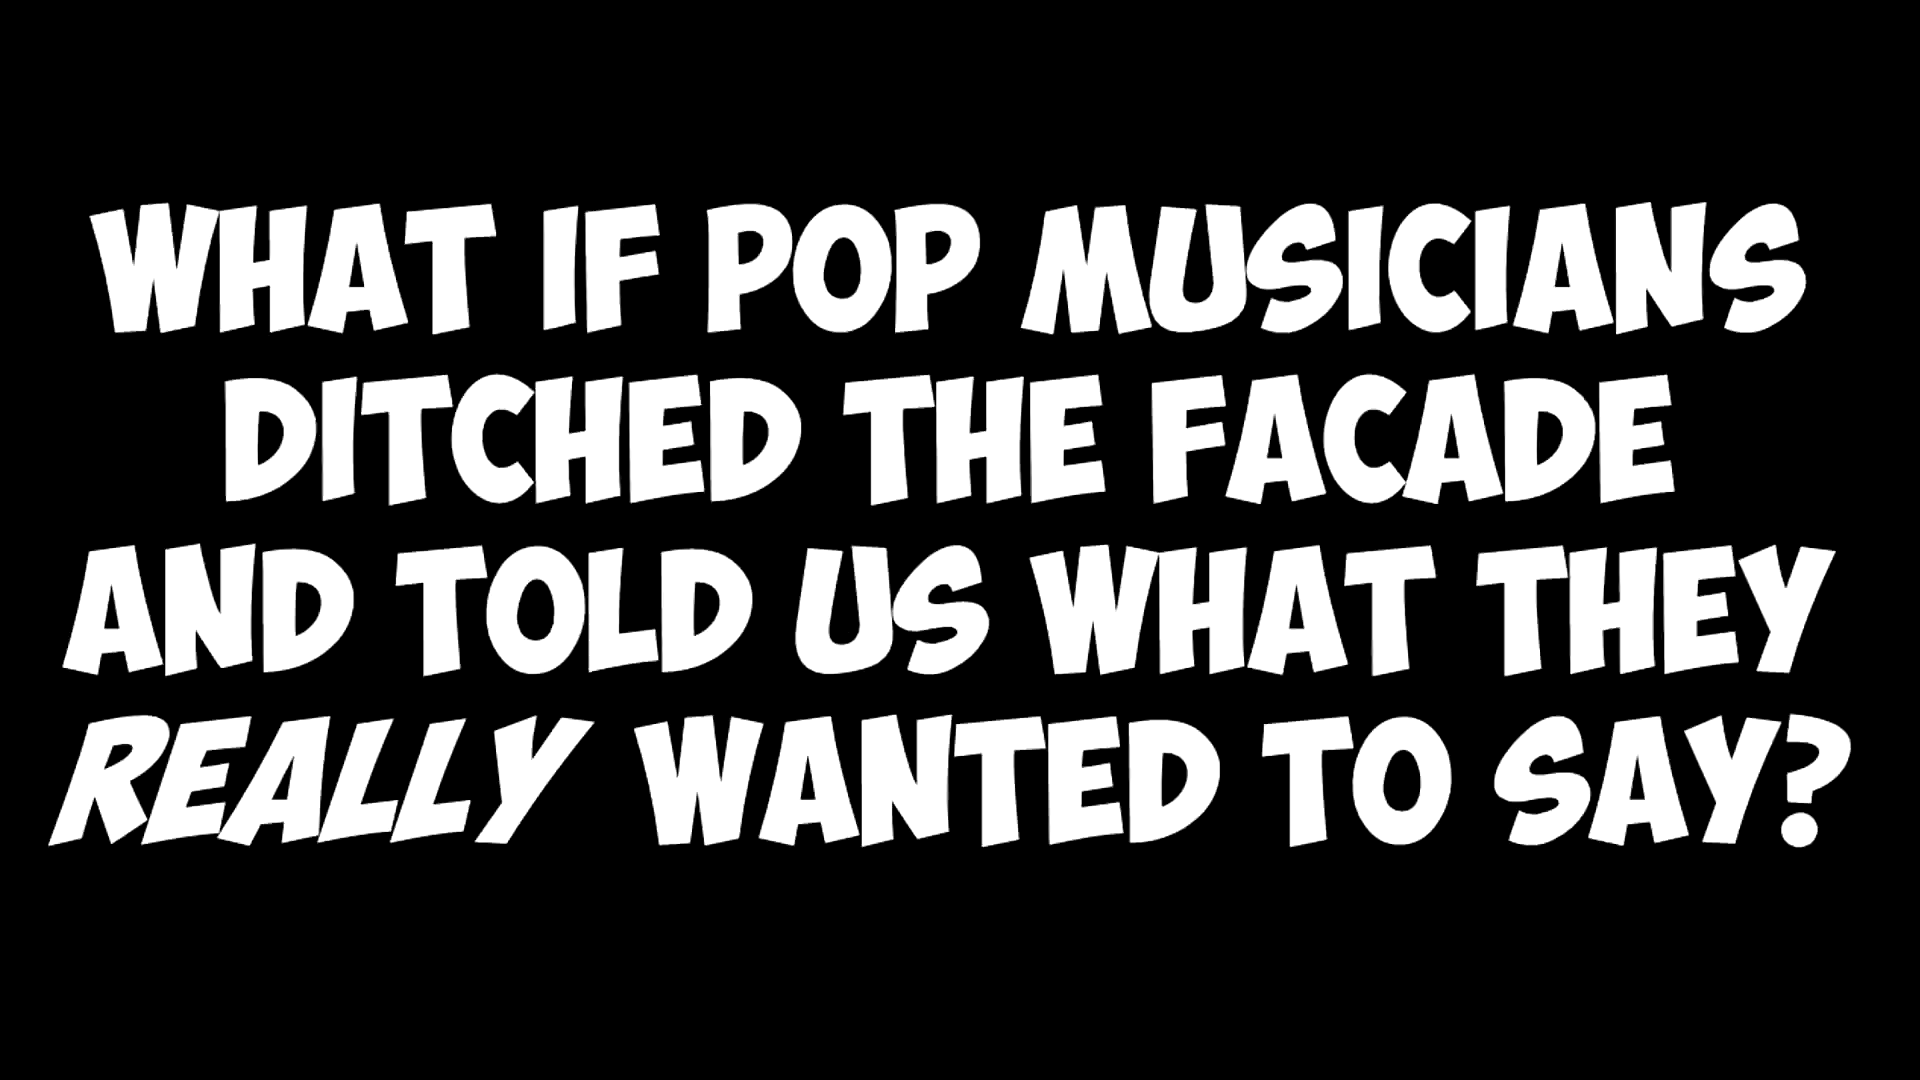 WHAT IF POP MUSICIANS
DITCHED THE FACADE
AND TOLD US WHAT THEY
REALLY WANTED TO SAY?